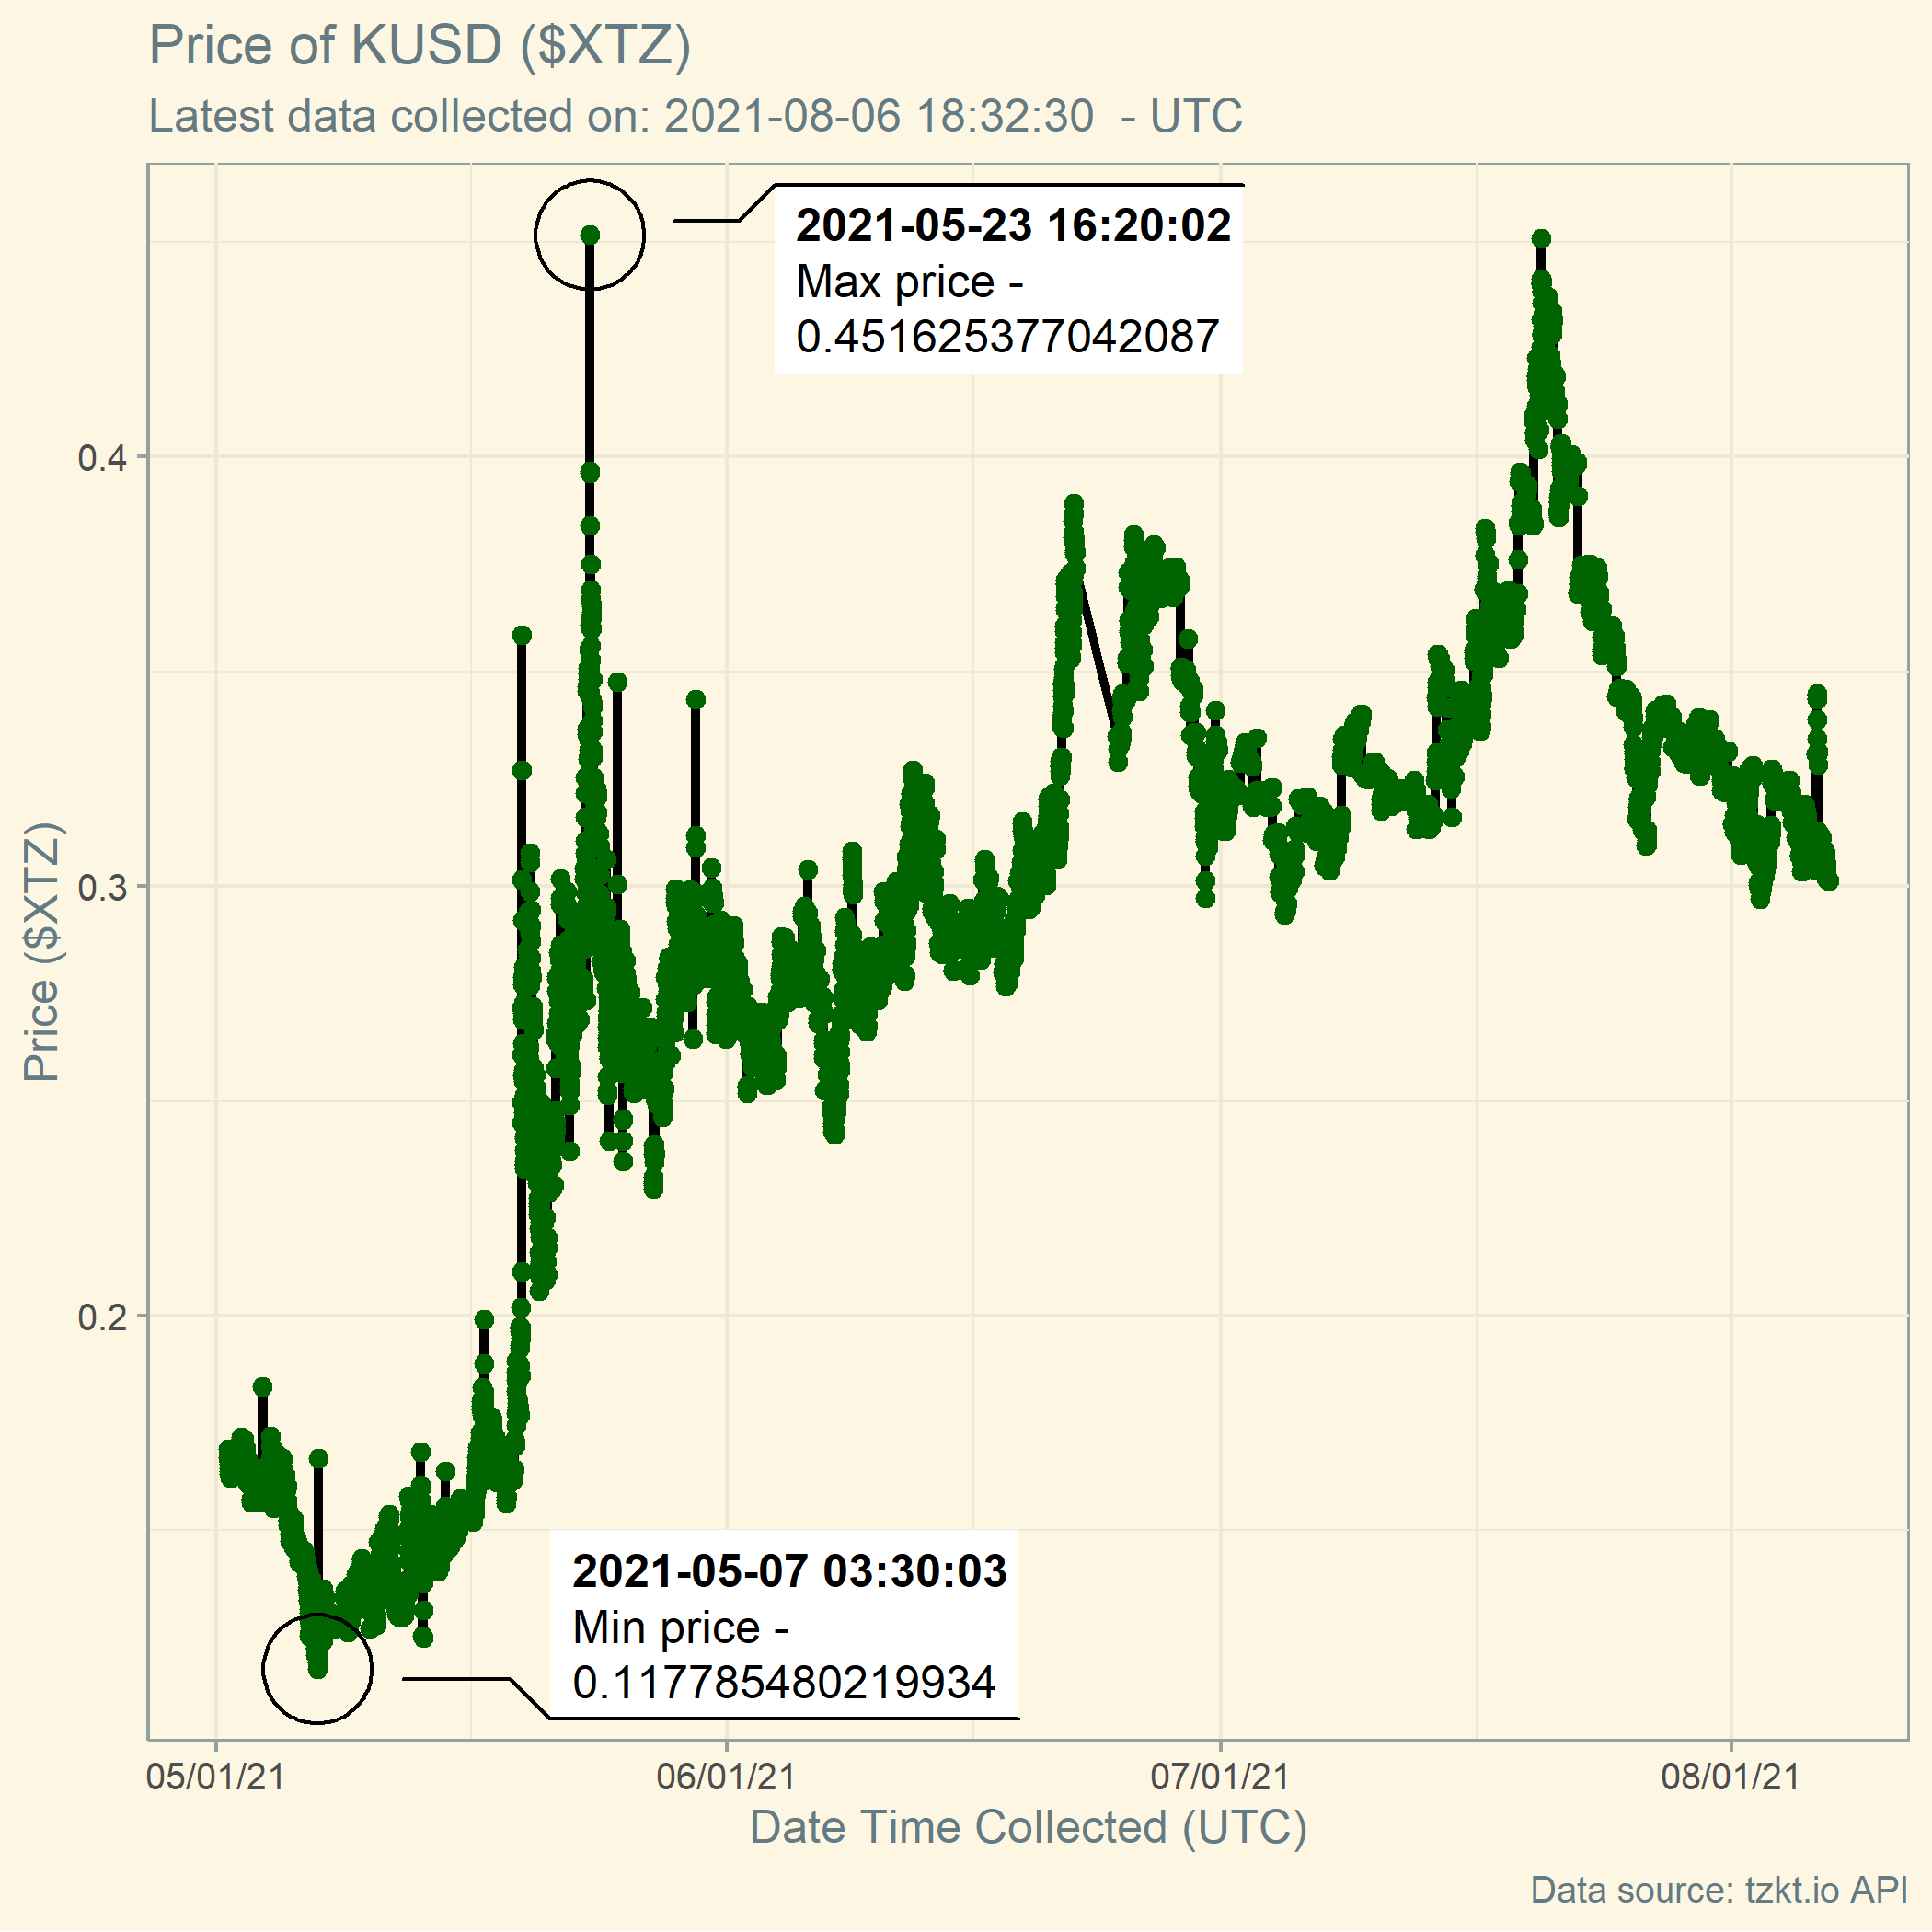 Price of KUSD ($XTZ)
Latest data collected on: 2021-08-06 18:32:30  - UTC
2021-05-23 16:20:02
Max price -
0.451625377042087
0.4
0.3
0.2
Price ($XTZ)
2021-05-07 03:30:03
Min price -
0.117785480219934
05/01/21
06/01/21
07/01/21
08/01/21
Date Time Collected (UTC)
Data source: tzkt.io API